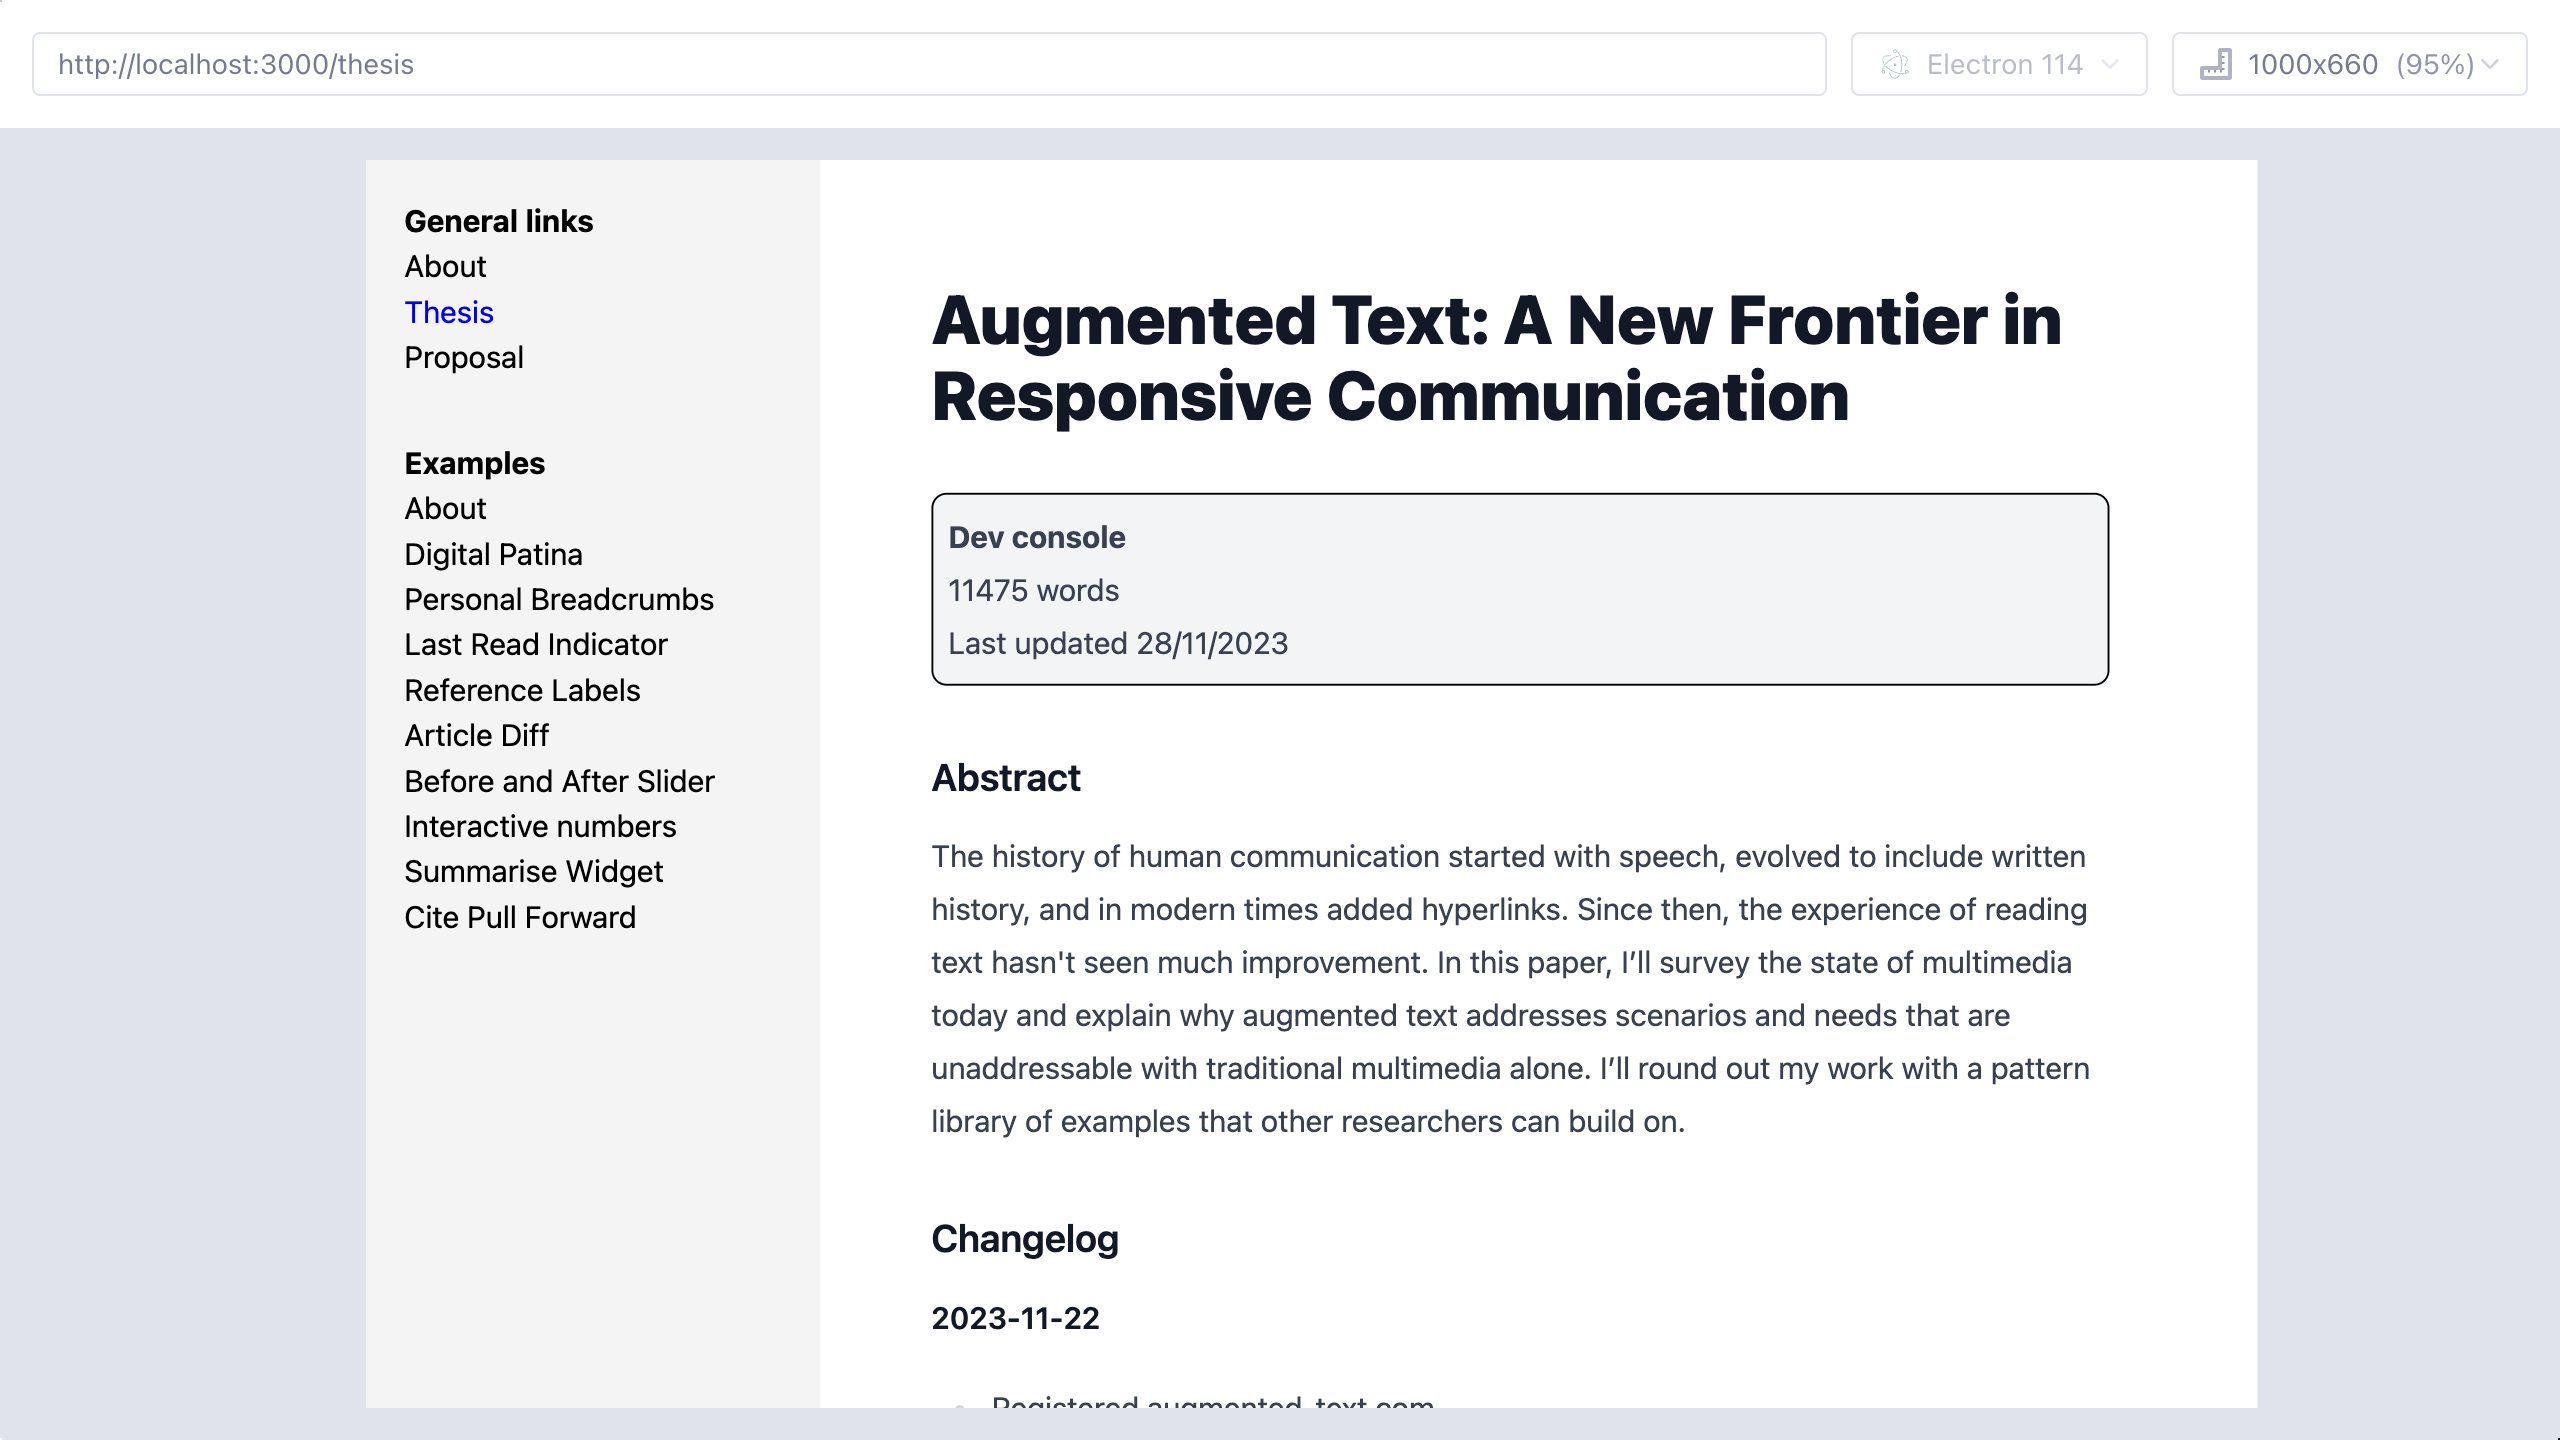 http://localhost:3000/thesis
Electron 114
1000x660 (95%)
General links
About
Thesis
Proposal
Examples
About
Digital Patina
Personal Breadcrumbs
Last Read Indicator
Reference Labels
Article Diff
Before and After Slider
Interactive numbers
Summarise Widget
Cite Pull Forward
Augmented Text: A New Frontier in
Responsive Communication
Dev console
11475 words
Last updated 28/11/2023
Abstract
The history of human communication started with speech, evolved to include written
history, and in modern times added hyperlinks. Since then, the experience of reading
text hasn't seen much improvement. In this paper, I’ll survey the state of multimedia
today and explain why augmented text addresses scenarios and needs that are
unaddressable with traditional multimedia alone. I’ll round out my work with a pattern
library of examples that other researchers can build on.
Changelog
2023-11-22
Registered augmented-text.com